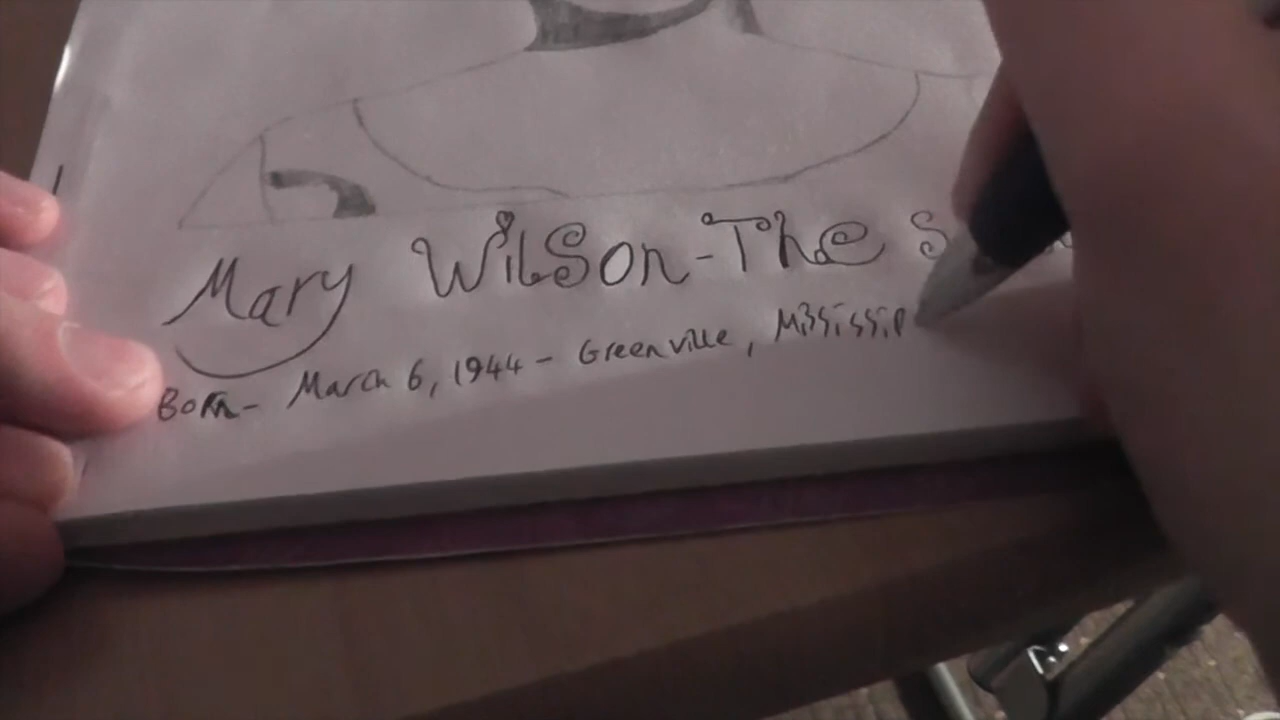 Mary Wilson-The S
Born- March 6, 1944 - Greenville, Mississip